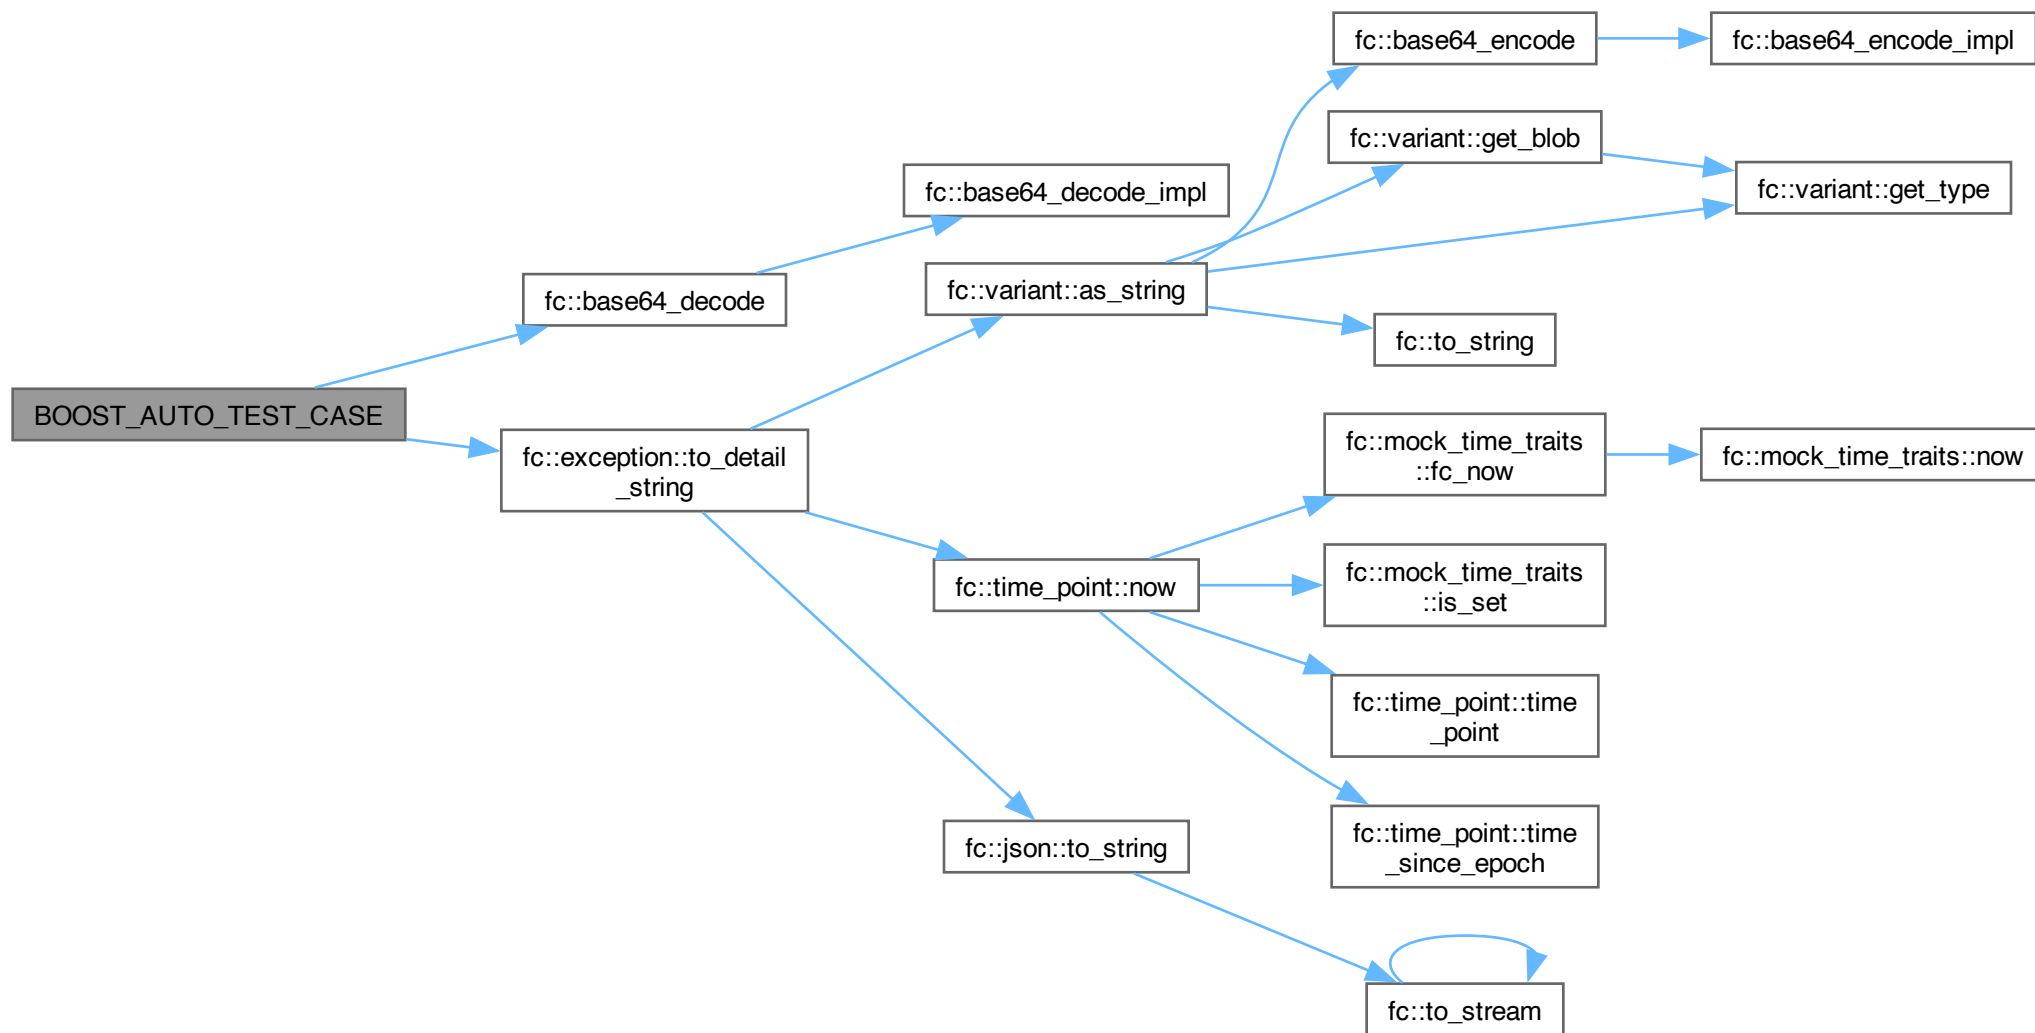 BOOST_AUTO_TEST_CASE
fc::base64_decode
fc::base64_decode_impl
fc::exception::to_detail
_string
fc::variant::as_string
fc::base64_encode
fc::base64_encode_impl
fc::variant::get_blob
fc::variant::get_type
fc::to_string
fc::time_point::now
fc::mock_time_traits
::fc_now
fc::mock_time_traits::now
fc::mock_time_traits
::is_set
fc::time_point::time
_point
fc::time_point::time
_since_epoch
fc::json::to_string
fc::to_stream